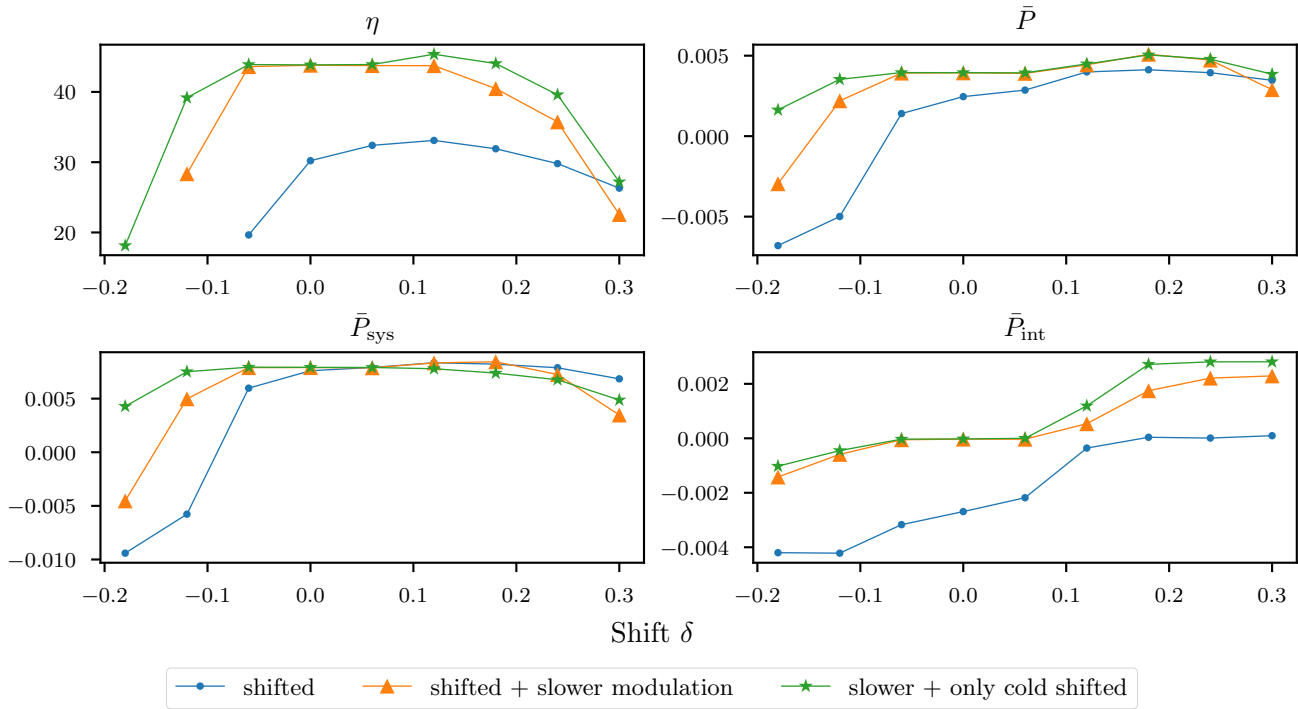 η
P̄
40
30
20
0.005
0.000
−0.005
−0.2 −0.1 0.0 0.1 0.2 0.3
−0.2 −0.1 0.0 0.1 0.2 0.3
P̄sys
P̄int
0.005
0.000
−0.005
−0.010
0.002
0.000
−0.002
−0.004
−0.2 −0.1 0.0 0.1 0.2 0.3
−0.2 −0.1 0.0 0.1 0.2 0.3
Shift δ
shifted
shifted + slower modulation
slower + only cold shifted